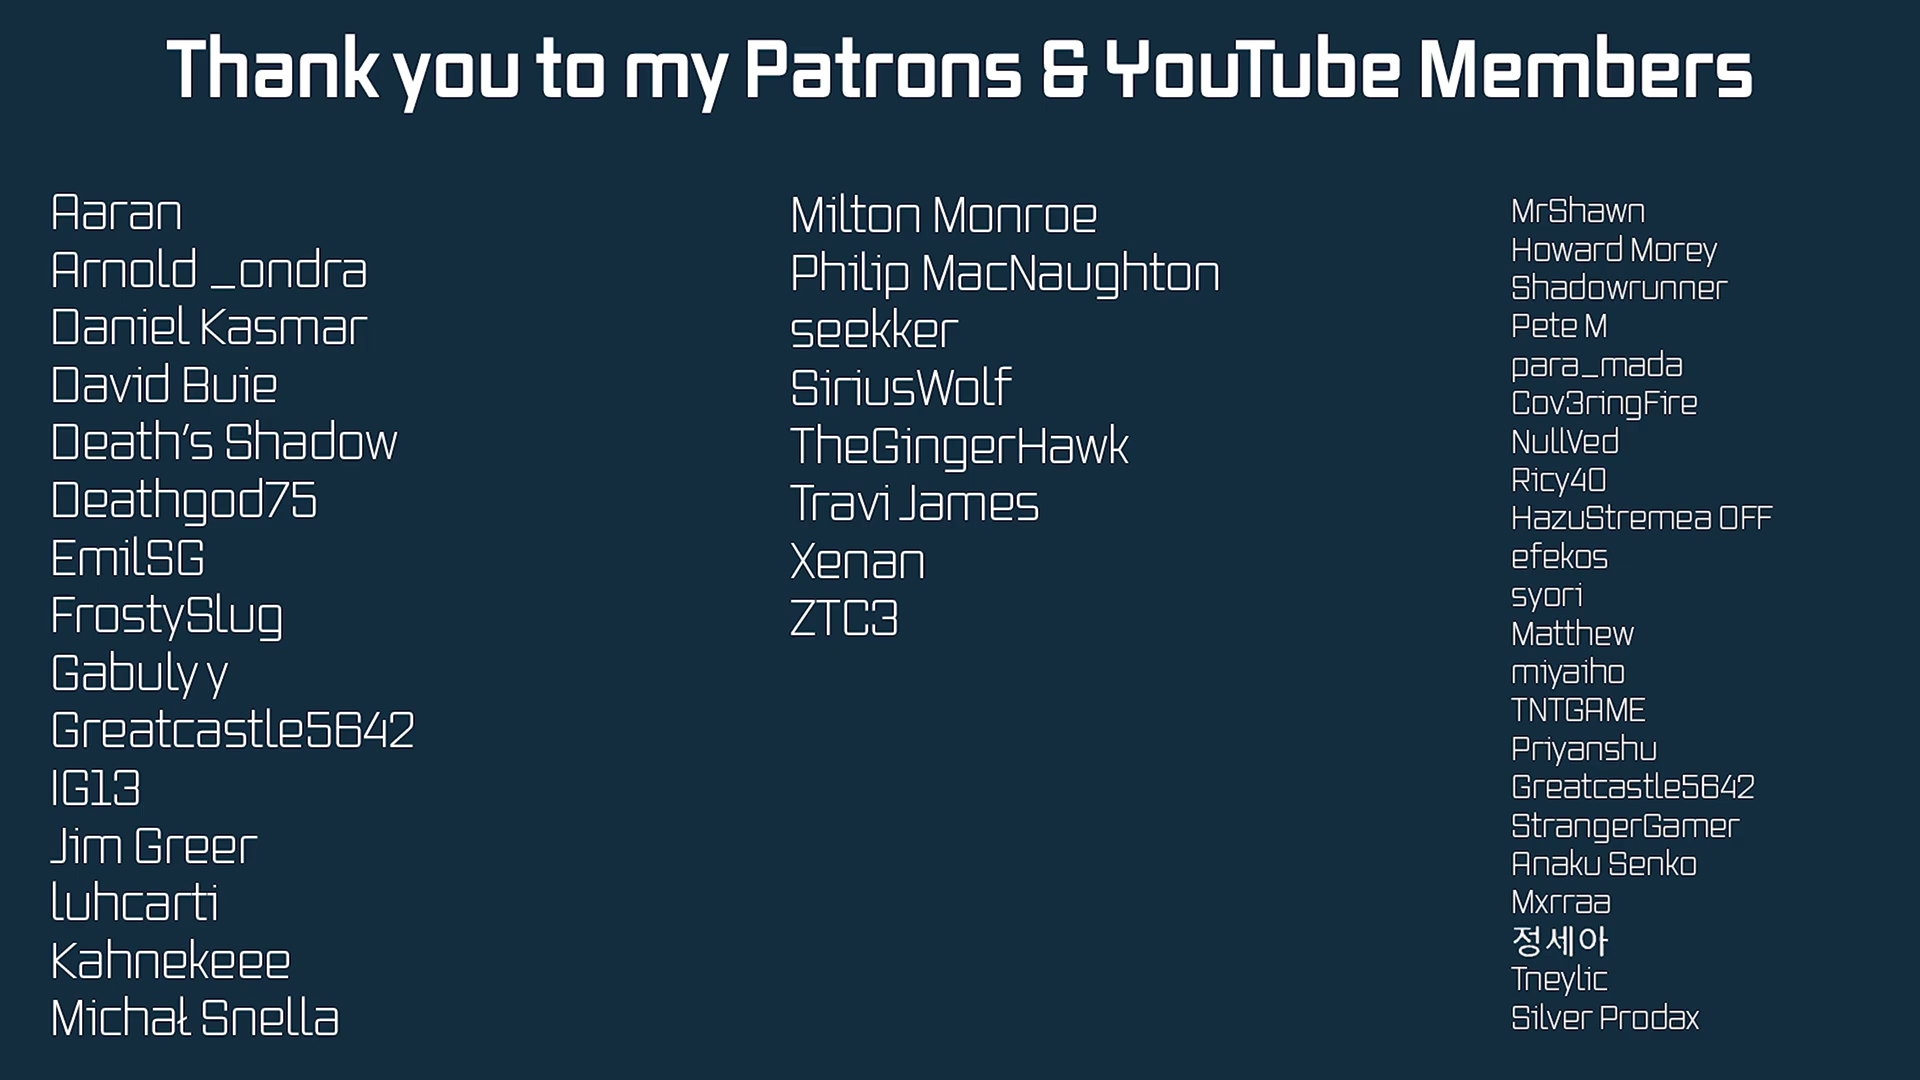 Thank you to my Patrons & YouTube Members
Aaran
Arnold _ondra
Daniel Kasmar
David Buie
Death's Shadow
Deathgod75
EmilSG
FrostySlug
Gabuly y
Greatcastle5642
IG13
Jim Greer
luhcarti
Kahnekeee
Michał Snella
Milton Monroe
Philip MacNaughton
seekker
SiriusWolf
TheGingerHawk
Travi James
Xenan
ZTC3
MrShawn
Howard Morey
Shadowrunner
Pete M
para_mada
Cov3ringFire
NullVed
Ricy40
HazuStremea OFF
efekos
syori
Matthew
miyaiho
TNTGAME
Priyanshu
Greatcastle5642
StrangerGamer
Anaku Senko
Mxrraa
정세아
Tneylic
Silver Prodax